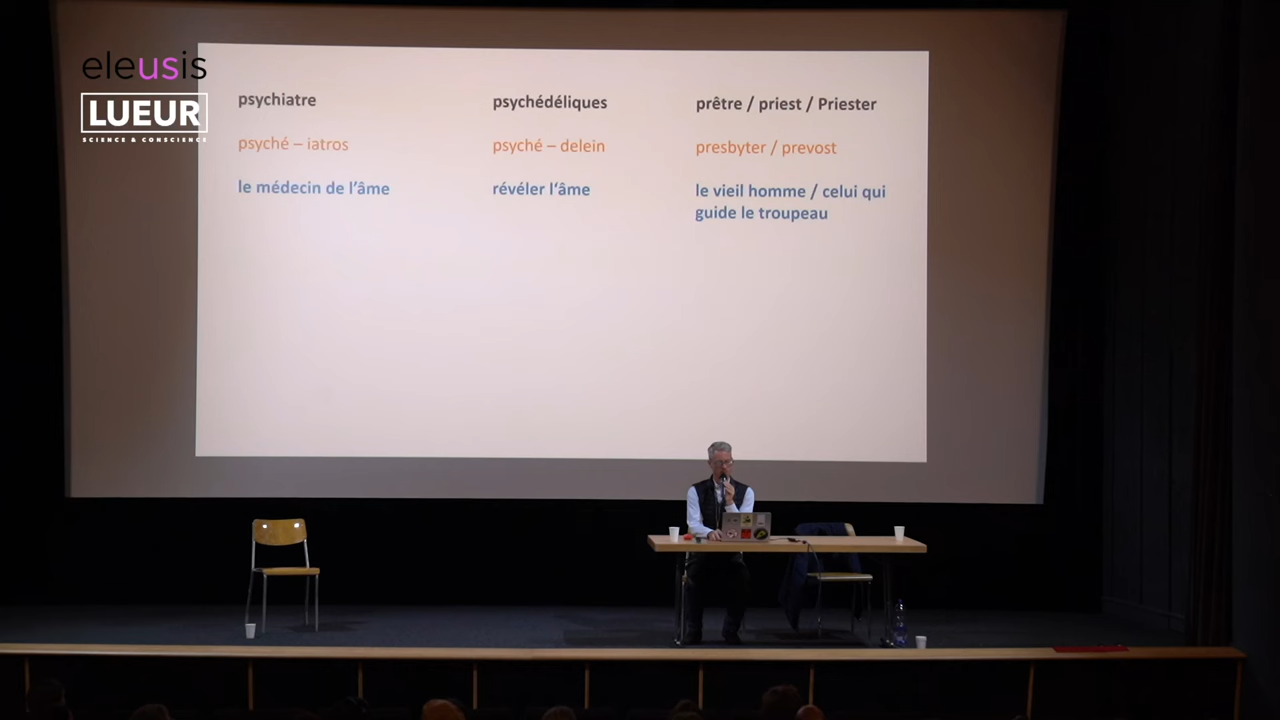 eleusis
LUEUR
SCIENCE & CONSCIENCE
psychiatre
psyché – iatros
le médecin de l'âme
psychédéliques
psyché – delein
révéler l'âme
prêtre / priest / Priester
presbyter / prevost
le vieil homme / celui qui
guide le troupeau